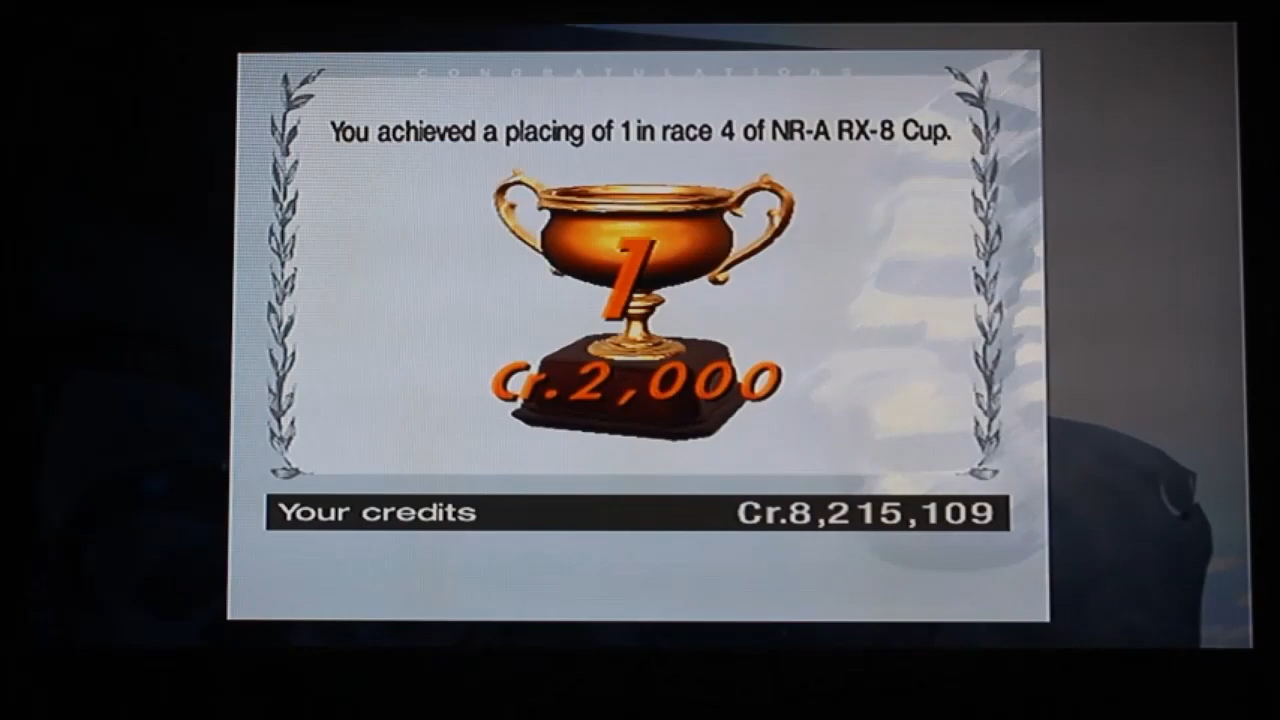 CONGRATULATIONS
You achieved a placing of 1 in race 4 of NR-A RX-8 Cup.
1
Cr.2,000
Your credits Cr.8,215,109